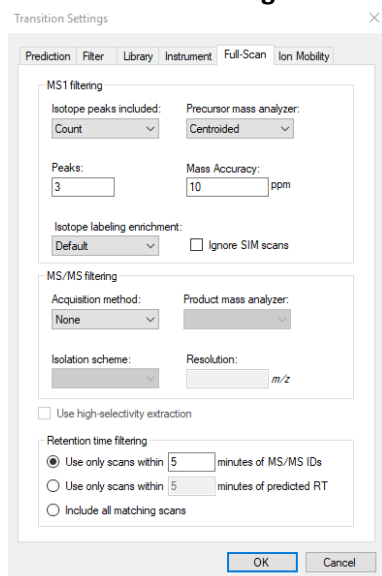 Transition Settings
Prediction Filter Library Instrument Full-Scan Ion Mobility
MS1 filtering
Isotope peaks included: Precursor mass analyzer:
Count Centroided
Peaks: Mass Accuracy:
3 10 ppm
Isotope labeling enrichment:
Default Ignore SIM scans
MS/MS filtering
Acquisition method: Product mass analyzer:
None
Isolation scheme: Resolution:
m/z
Use high-selectivity extraction
Retention time filtering
Use only scans within 5 minutes of MS/MS IDs
Use only scans within 5 minutes of predicted RT
Include all matching scans
OK Cancel